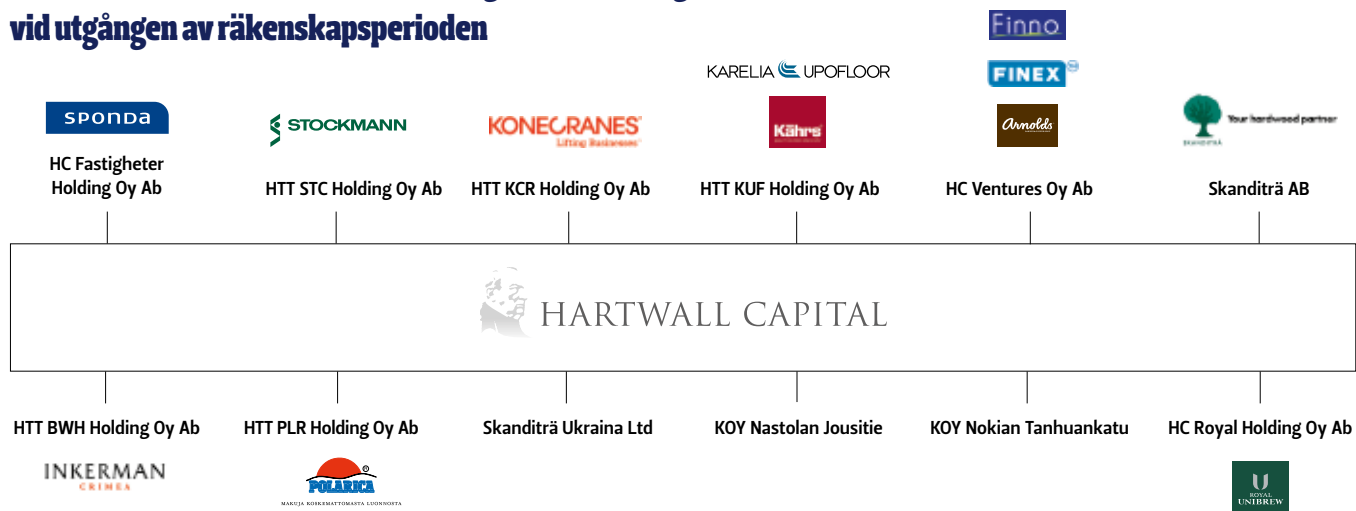 vid utgången av räkenskapsperioden
Finno
KARELIA UPOFLOOR
FINEX
sponda
STOCKMANN
KONECRANES
Lifting Businesses
Kährs
Arnolds
Your hardwood partner
SKANDITRÄ
HC Fastigheter
Holding Oy Ab
HTT STC Holding Oy Ab
HTT KCR Holding Oy Ab
HTT KUF Holding Oy Ab
HC Ventures Oy Ab
Skanditrä AB
HARTWALL CAPITAL
HTT BWH Holding Oy Ab
HTT PLR Holding Oy Ab
Skanditrä Ukraina Ltd
KOY Nastolan Jousitie
KOY Nokian Tanhuankatu
HC Royal Holding Oy Ab
INKERMAN
CRIMEA
POLARICA
MAKUJA KOSKEMATTOMASTA LUONNOSTA
ROYAL
UNIBREW